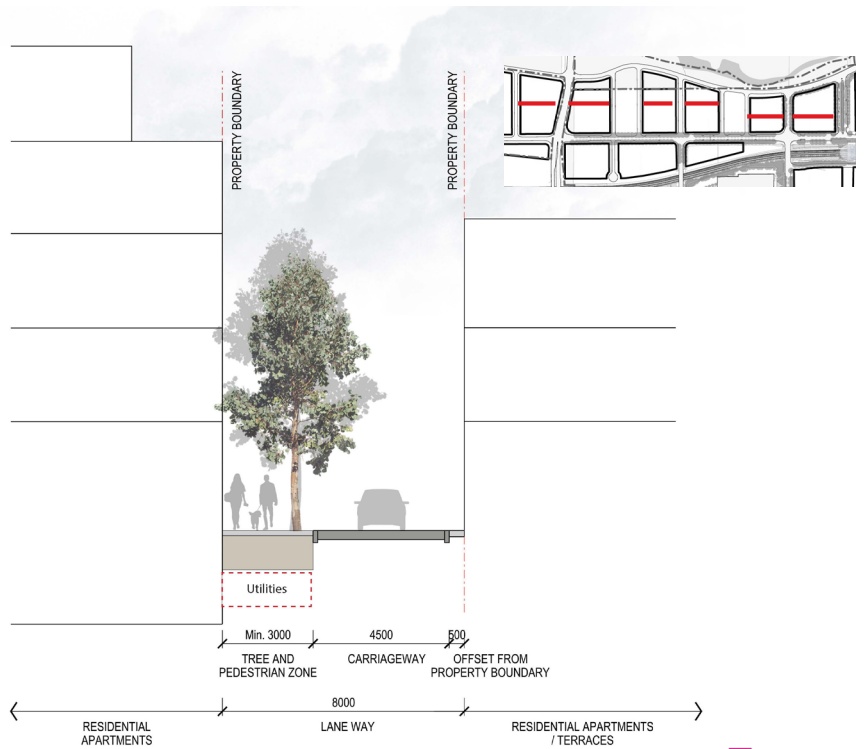 PROPERTY BOUNDARY
PROPERTY BOUNDARY
Utilities
Min. 3000
4500
500
TREE AND
PEDESTRIAN ZONE
CARRIAGEWAY
OFFSET FROM
PROPERTY BOUNDARY
8000
RESIDENTIAL
APARTMENTS
LANE WAY
RESIDENTIAL APARTMENTS
/ TERRACES